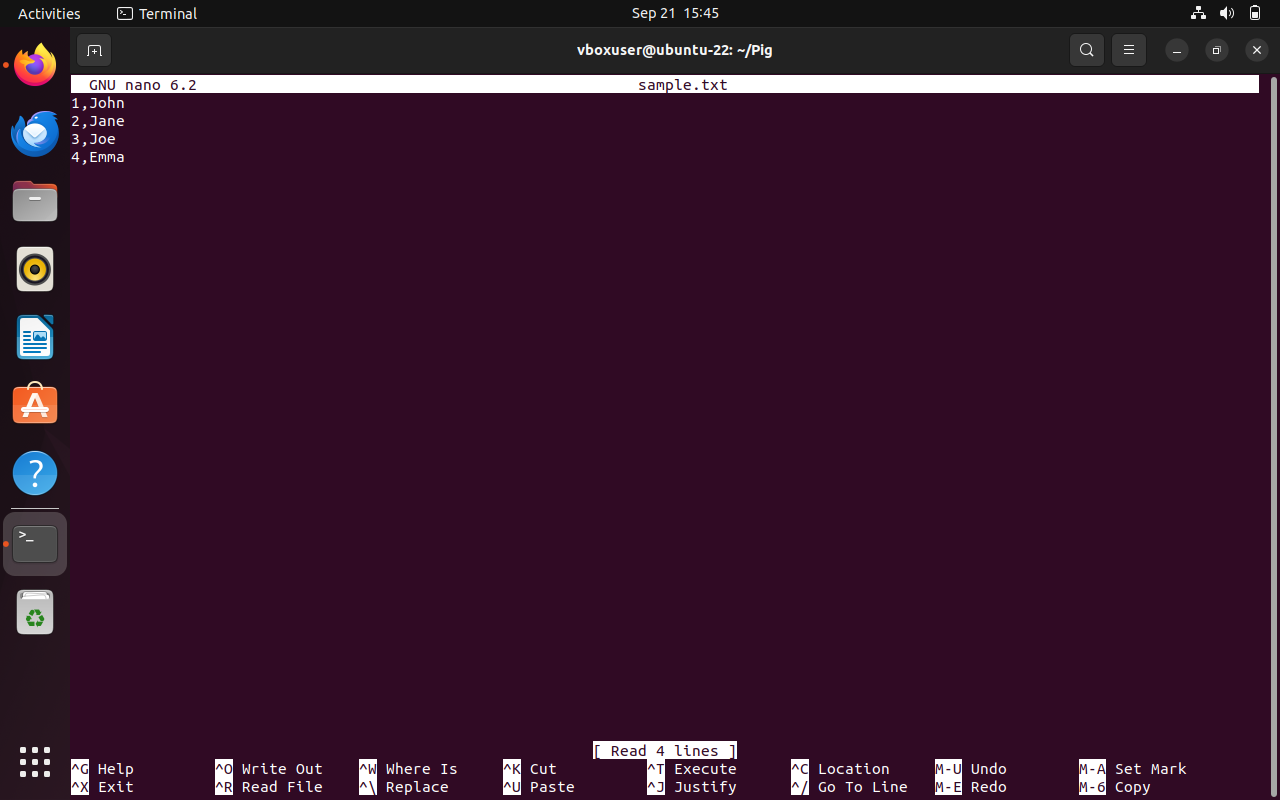 Activities Terminal Sep 21 15:45
vboxuser@ubuntu-22: ~/Pig
GNU nano 6.2 sample.txt
1,John
2,Jane
3,Joe
4,Emma
[ Read 4 lines ]
^G Help ^O Write Out ^W Where Is ^K Cut ^T Execute ^C Location M-U Undo M-A Set Mark
^X Exit ^R Read File ^\ Replace ^U Paste ^J Justify ^/ Go To Line M-E Redo M-6 Copy